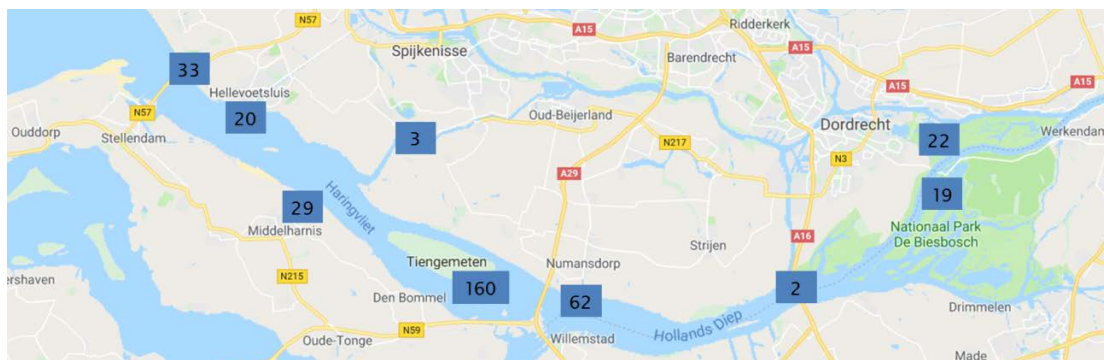 N57
A15
Ridderkerk
Spijkenisse
A15
33
Barendrecht
A15
Hellevoetsluis
N57
20
Oud-Beijerland
Ouddorp
Stellendam
3
Dordrecht
22
Werkendam
N217
N3
A29
Haringvliet
29
19
Middelharnis
Nationaal Park
De Biesbosch
A16
Strijen
Tiengemeten
Numansdorp
ershaven
N215
160
2
Den Bommel
62
Drimmelen
N59
Hollands Diep
Oude-Tonge
Willemstad
Made